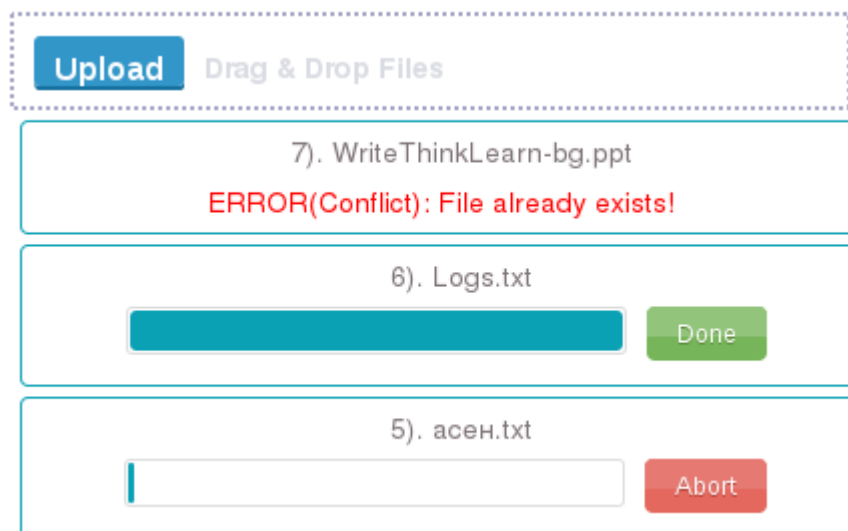 Upload Drag & Drop Files
7). WriteThinkLearn-bg.ppt
ERROR(Conflict): File already exists!
6). Logs.txt
Done
5). асен.txt
Abort